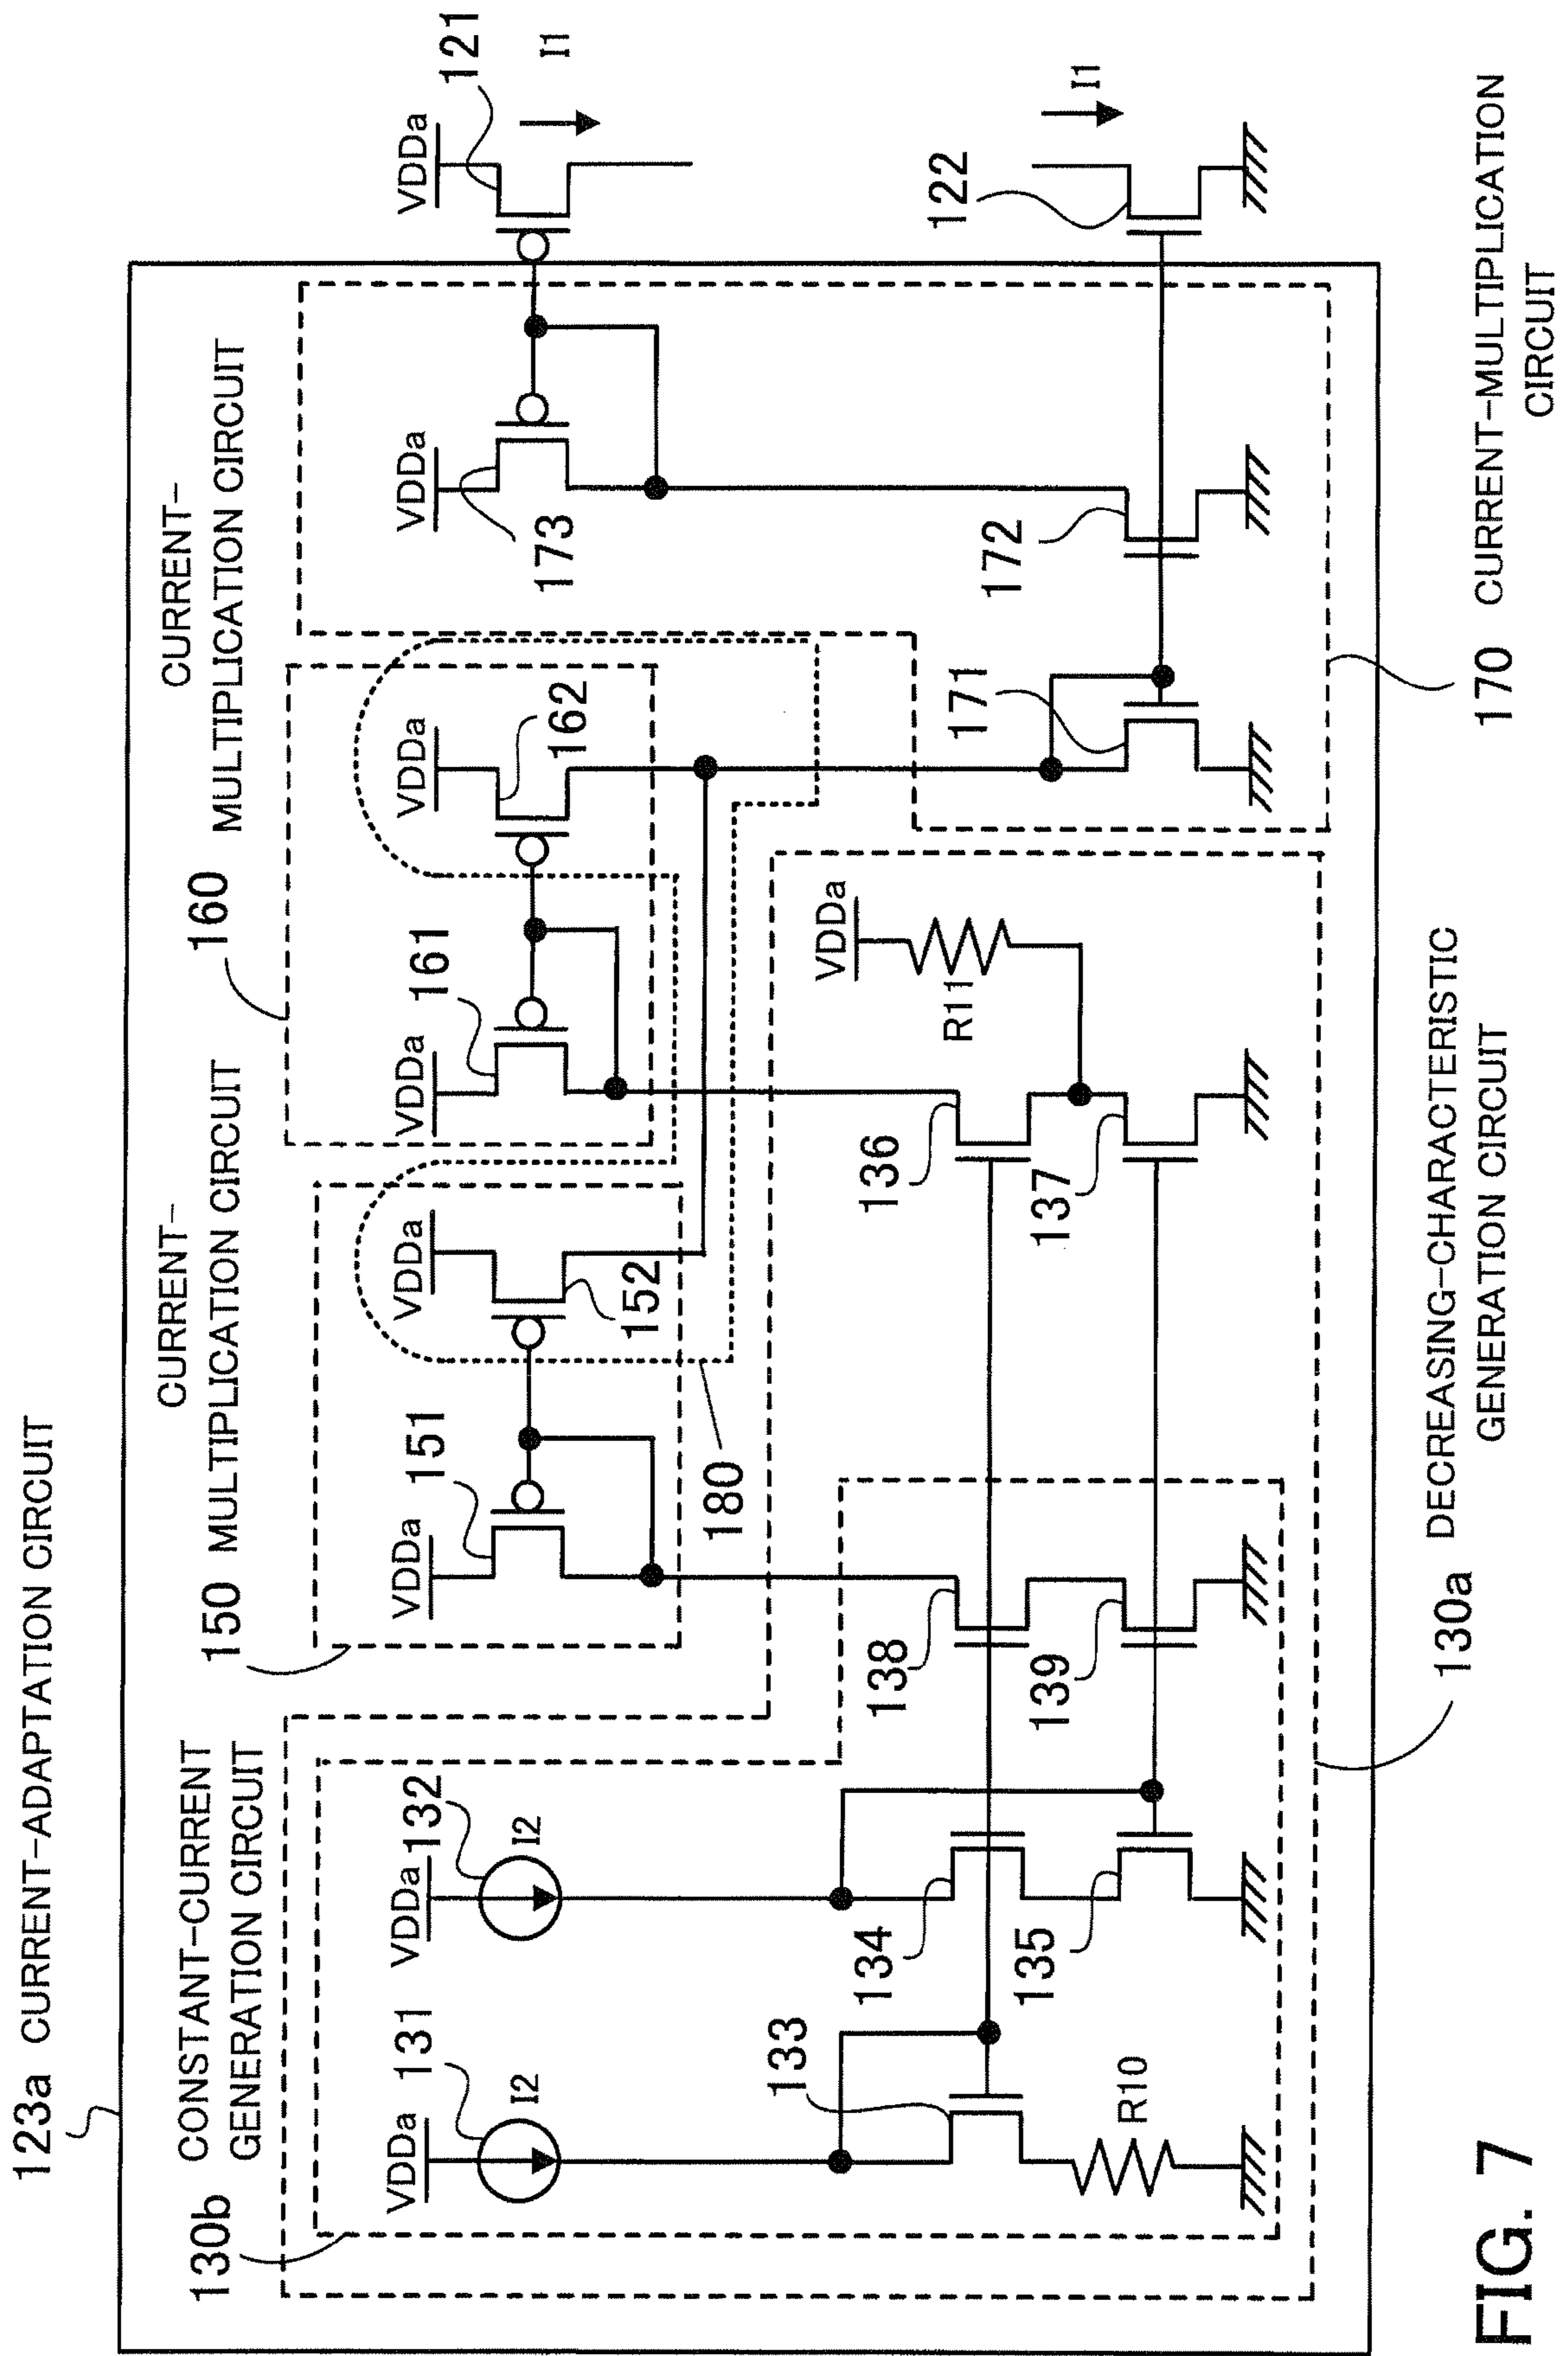 123a CURRENT-ADAPTATION CIRCUIT
130b CONSTANT-CURRENT
GENERATION CIRCUIT
CURRENT-
150 MULTIPLICATION CIRCUIT
CURRENT-
160 MULTIPLICATION CIRCUIT
VDDa
131
I2
VDDa
132
I2
VDDa
151
VDDa
152
VDDa
161
VDDa
162
VDDa
173
VDDa
121
I1
180
133
R10
134
135
138
139
136
137
VDDa
R11
171
172
122
I1
130a DECREASING-CHARACTERISTIC
GENERATION CIRCUIT
170 CURRENT-MULTIPLICATION
CIRCUIT
FIG. 7